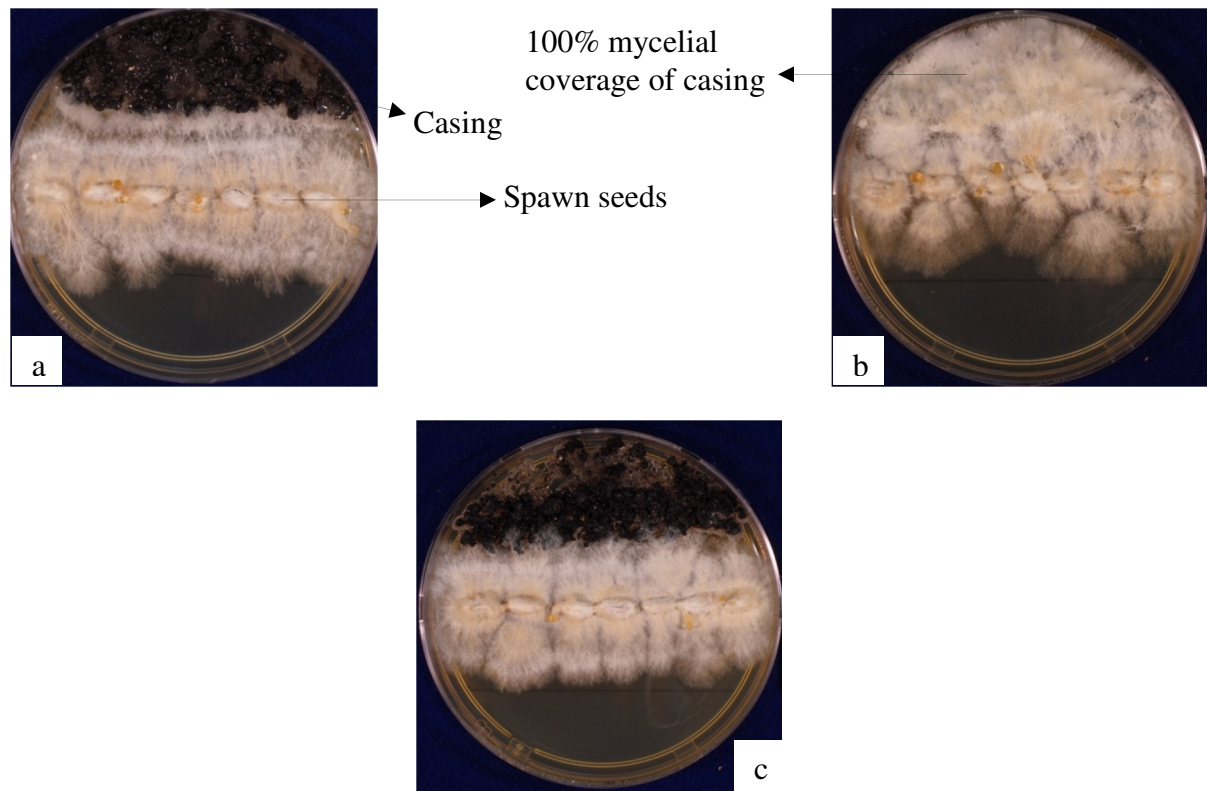 100% mycelial
coverage of casing
Casing
Spawn seeds
a
b
c